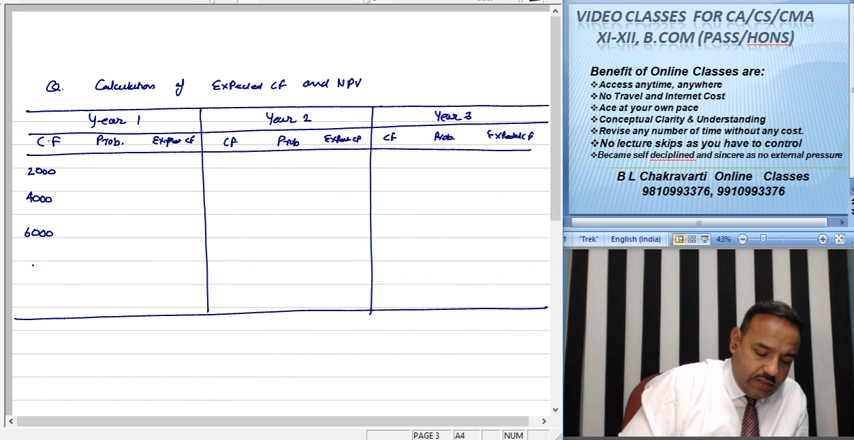 Q. Calculation of Expected CF and NPV
Year 1 Year 2 Year 3
C.F Prob. CF Prob CF Prob. Expected CF
2000
4000
6000
PAGE 3 A4 NUM
VIDEO CLASSES FOR CA/CS/CMA
XI-XII, B.COM (PASS/HONS)
Benefit of Online Classes are:
❖Access anytime, anywhere
❖No Travel and Internet Cost
❖Ace at your own pace
❖Conceptual Clarity & Understanding
❖Revise any number of time without any cost.
❖No lecture skips as you have to control
❖Became self deciplined and sincere as no external pressure
B L Chakravarti Online Classes
9810993376, 9910993376
"Trek" English (India) 43%